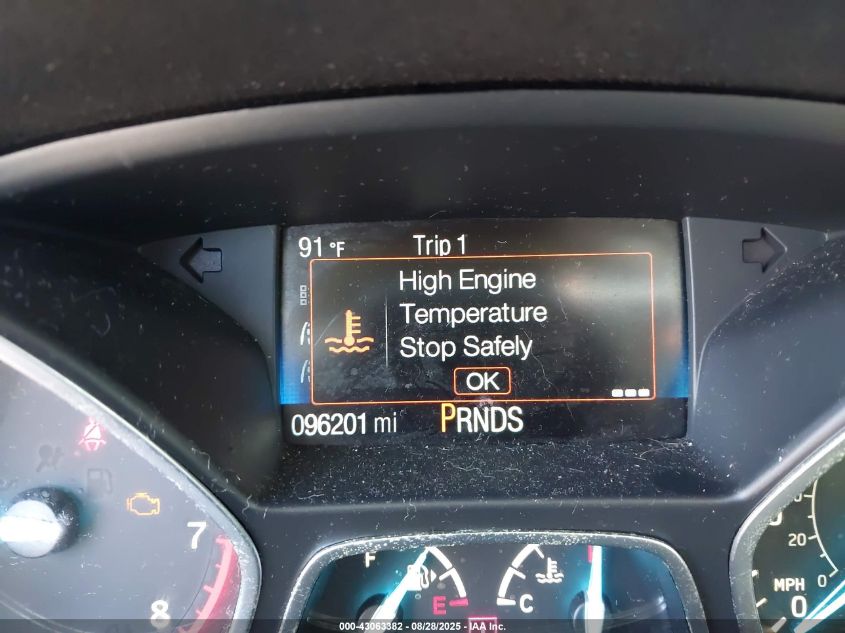 91 °F Trip 1
High Engine
Temperature
Stop Safely
OK
096201 mi PRNDS
7
8
F
E
C
20
0
MPH
0
000-43063382 - 08/28/2025 - IAA Inc.